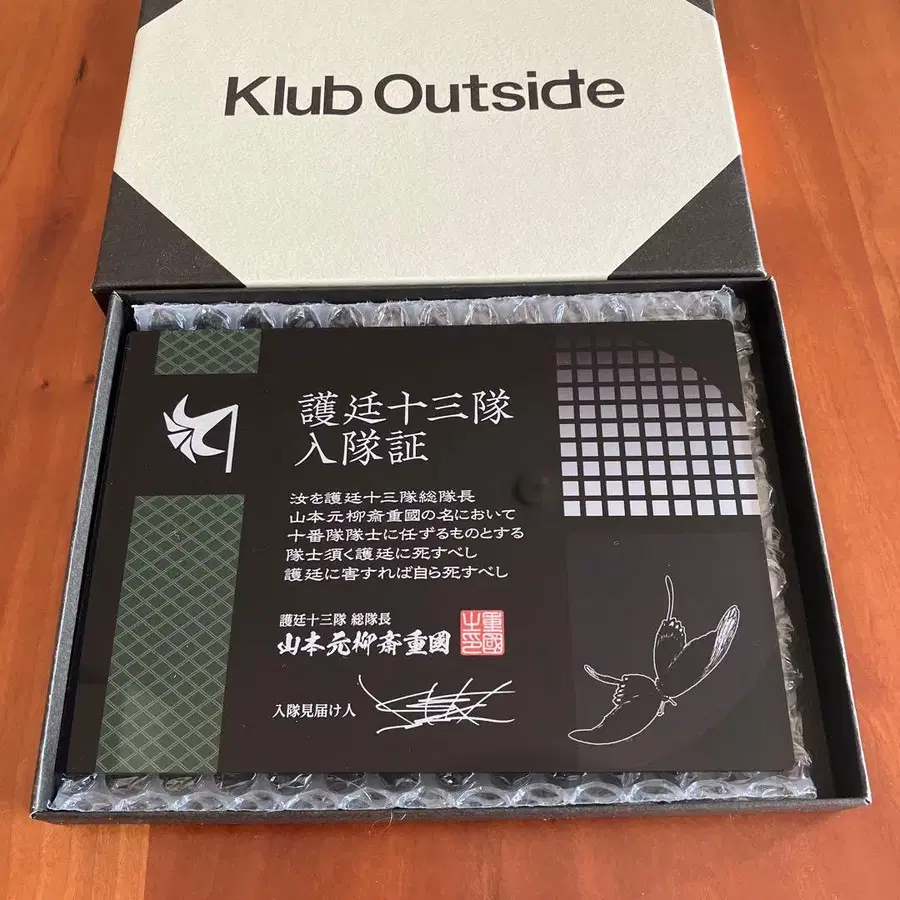 Klub Outside
護廷十三隊
入隊証
汝を護廷十三隊総隊長
山本元柳斎重國の名において
十番隊隊士に任ずるものとする
隊士須く護廷に死すべし
護廷に害すれば自ら死すべし
護廷十三隊 総隊長
山本元柳斎重國
重國之印
入隊見届け人